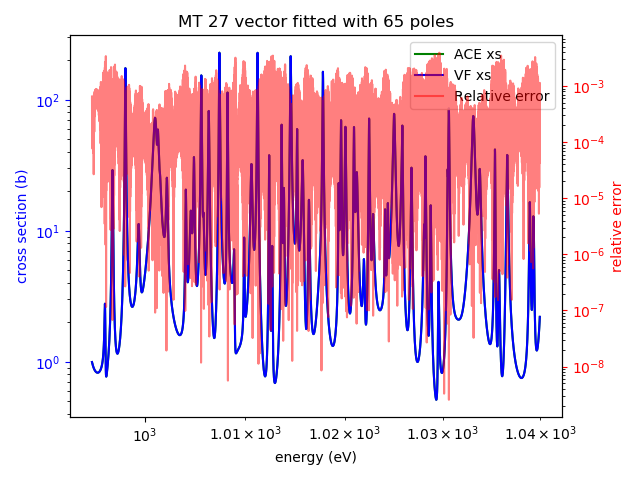 MT 27 vector fitted with 65 poles
ACE xs
VF xs
Relative error
cross section (b)
10²
10¹
10⁰
relative error
10⁻³
10⁻⁴
10⁻⁵
10⁻⁶
10⁻⁷
10⁻⁸
10³
1.01 × 10³
1.02 × 10³
1.03 × 10³
1.04 × 10³
energy (eV)